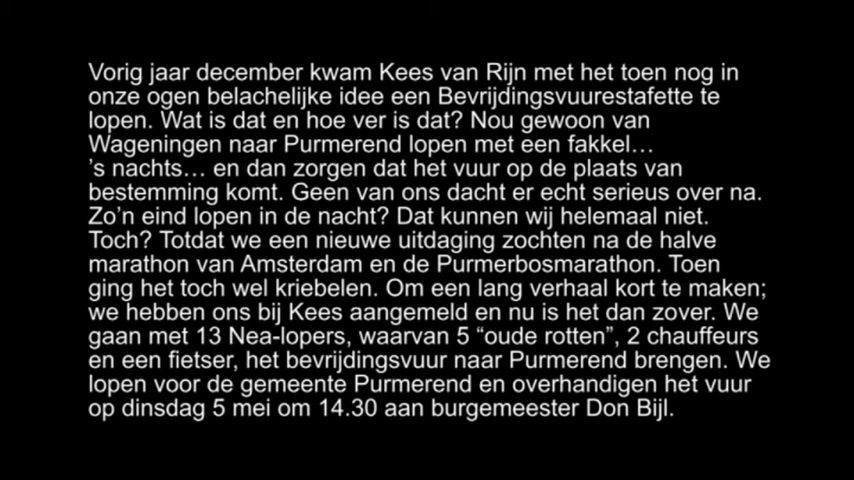 Vorig jaar december kwam Kees van Rijn met het toen nog in
onze ogen belachelijke idee een Bevrijdingsvuurestafette te
lopen. Wat is dat en hoe ver is dat? Nou gewoon van
Wageningen naar Purmerend lopen met een fakkel…
’s nachts… en dan zorgen dat het vuur op de plaats van
bestemming komt. Geen van ons dacht er echt serieus over na.
Zo’n eind lopen in de nacht? Dat kunnen wij helemaal niet.
Toch? Totdat we een nieuwe uitdaging zochten na de halve
marathon van Amsterdam en de Purmerbosmarathon. Toen
ging het toch wel kriebelen. Om een lang verhaal kort te maken;
we hebben ons bij Kees aangemeld en nu is het dan zover. We
gaan met 13 Nea-lopers, waarvan 5 “oude rotten”, 2 chauffeurs
en een fietser, het bevrijdingsvuur naar Purmerend brengen. We
lopen voor de gemeente Purmerend en overhandigen het vuur
op dinsdag 5 mei om 14.30 aan burgemeester Don Bijl.